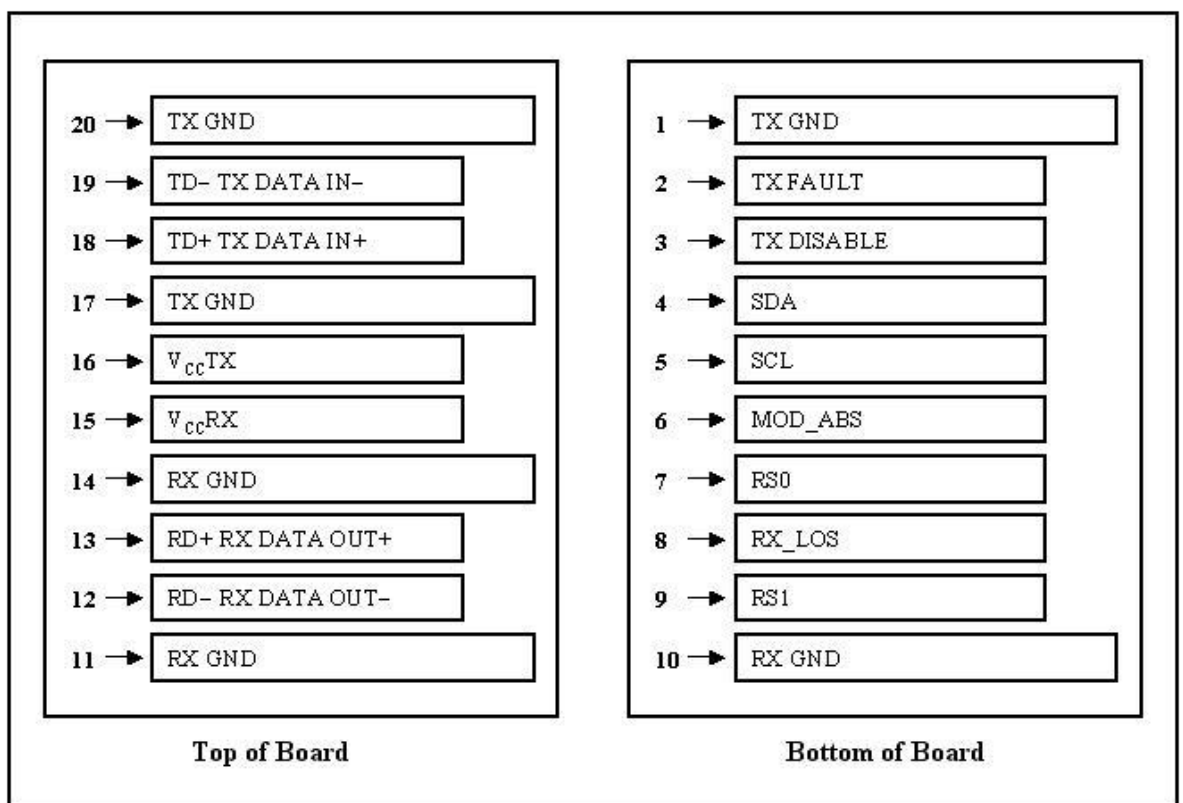 20 TX GND
19 TD− TX DATA IN−
18 TD+ TX DATA IN+
17 TX GND
16 VCCTX
15 VCCRX
14 RX GND
13 RD+ RX DATA OUT+
12 RD− RX DATA OUT−
11 RX GND
Top of Board
1 TX GND
2 TX FAULT
3 TX DISABLE
4 SDA
5 SCL
6 MOD_ABS
7 RS0
8 RX_LOS
9 RS1
10 RX GND
Bottom of Board